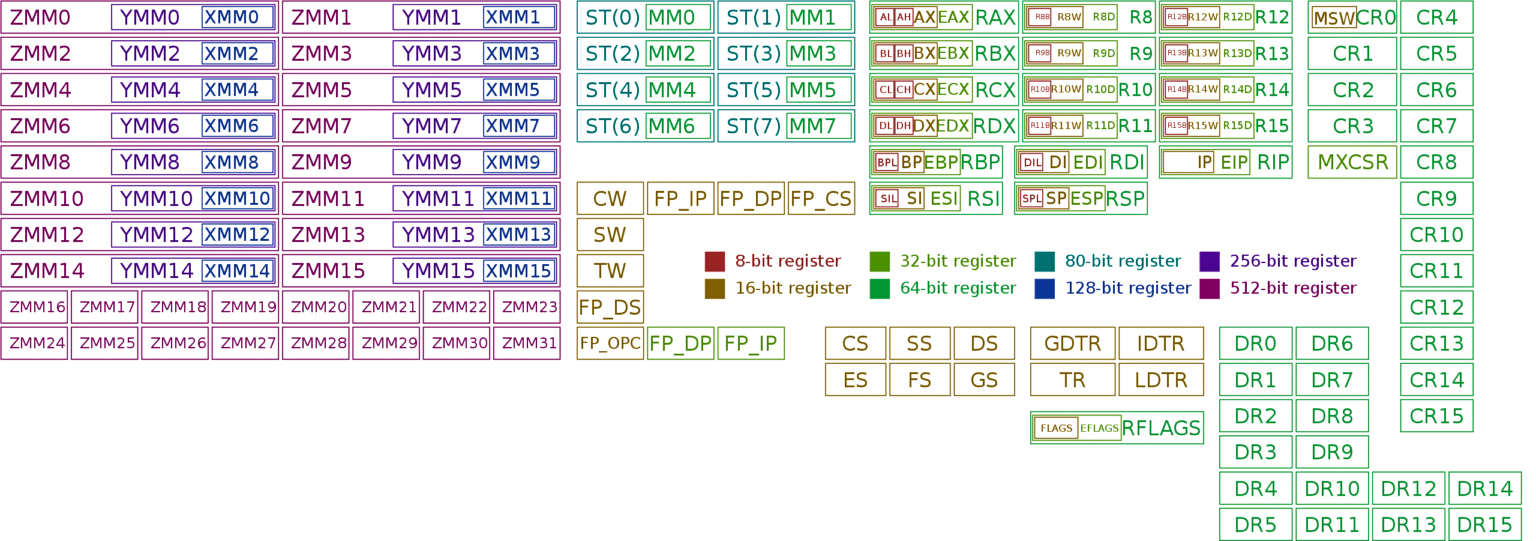 ZMM0 YMM0 XMM0 ZMM1 YMM1 XMM1 ST(0) MM0 ST(1) MM1 AL AH AX EAX RAX R8B R8W R8D R8 R12B R12W R12D R12 MSW CR0 CR4
ZMM2 YMM2 XMM2 ZMM3 YMM3 XMM3 ST(2) MM2 ST(3) MM3 BL BH BX EBX RBX R9B R9W R9D R9 R13B R13W R13D R13 CR1 CR5
ZMM4 YMM4 XMM4 ZMM5 YMM5 XMM5 ST(4) MM4 ST(5) MM5 CL CH CX ECX RCX R10B R10W R10D R10 R14B R14W R14D R14 CR2 CR6
ZMM6 YMM6 XMM6 ZMM7 YMM7 XMM7 ST(6) MM6 ST(7) MM7 DL DH DX EDX RDX R11B R11W R11D R11 R15B R15W R15D R15 CR3 CR7
ZMM8 YMM8 XMM8 ZMM9 YMM9 XMM9 BPL BP EBP RBP DIL DI EDI RDI IP EIP RIP MXCSR CR8
ZMM10 YMM10 XMM10 ZMM11 YMM11 XMM11 CW FP_IP FP_DP FP_CS SIL SI ESI RSI SPL SP ESP RSP CR9
ZMM12 YMM12 XMM12 ZMM13 YMM13 XMM13 SW CR10
8-bit register 32-bit register 80-bit register 256-bit register
ZMM14 YMM14 XMM14 ZMM15 YMM15 XMM15 TW CR11
16-bit register 64-bit register 128-bit register 512-bit register
ZMM16 ZMM17 ZMM18 ZMM19 ZMM20 ZMM21 ZMM22 ZMM23 FP_DS CR12
ZMM24 ZMM25 ZMM26 ZMM27 ZMM28 ZMM29 ZMM30 ZMM31 FP_OPC FP_DP FP_IP CS SS DS GDTR IDTR DR0 DR6 CR13
ES FS GS TR LDTR DR1 DR7 CR14
DR2 DR8 CR15
FLAGS EFLAGS RFLAGS
DR3 DR9
DR4 DR10 DR12 DR14
DR5 DR11 DR13 DR15